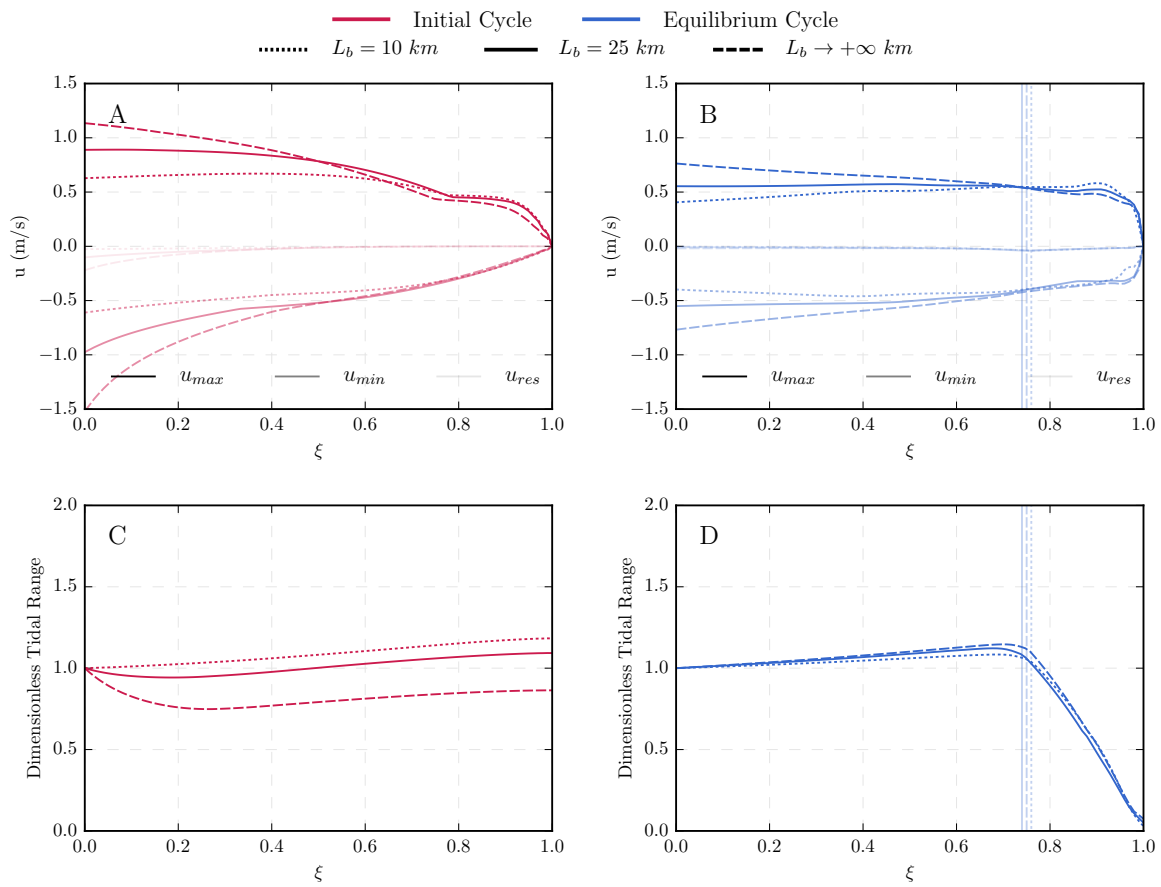 Initial Cycle Equilibrium Cycle
L_b = 10 km L_b = 25 km L_b → +∞ km
A
1.5
1.0
0.5
0.0
−0.5
−1.0
−1.5
u (m/s)
u_max u_min u_res
0.0 0.2 0.4 0.6 0.8 1.0
ξ
B
1.5
1.0
0.5
0.0
−0.5
−1.0
−1.5
u (m/s)
u_max u_min u_res
0.0 0.2 0.4 0.6 0.8 1.0
ξ
C
2.0
1.5
1.0
0.5
0.0
Dimensionless Tidal Range
0.0 0.2 0.4 0.6 0.8 1.0
ξ
D
2.0
1.5
1.0
0.5
0.0
Dimensionless Tidal Range
0.0 0.2 0.4 0.6 0.8 1.0
ξ